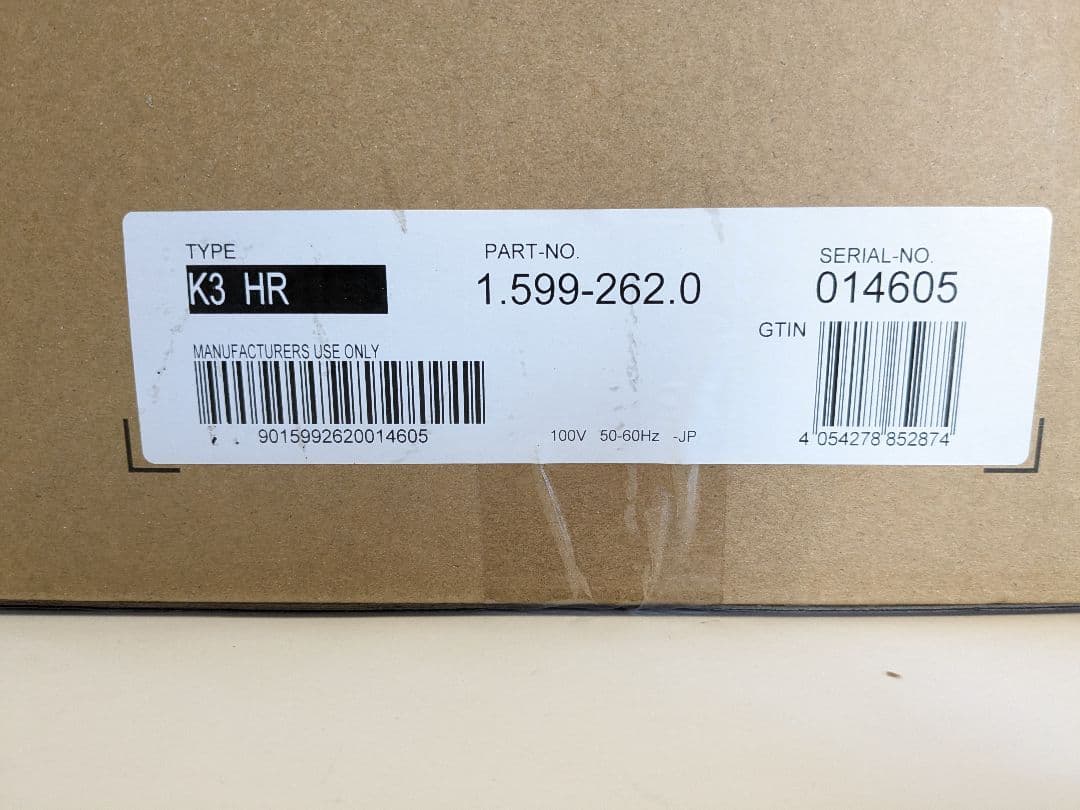 TYPE
K3 HR
PART-NO.
1.599-262.0
SERIAL-NO.
014605
GTIN
MANUFACTURERS USE ONLY
9015992620014605
100V 50-60Hz -JP
4 054278 852874